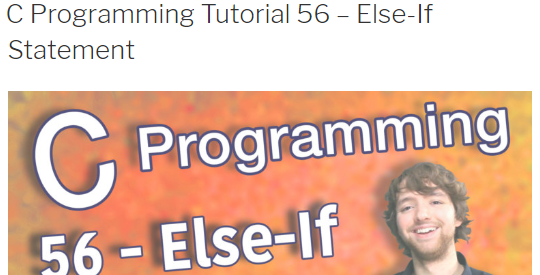 C Programming Tutorial 56 – Else-If
Statement
C Programming
56 - Else-If